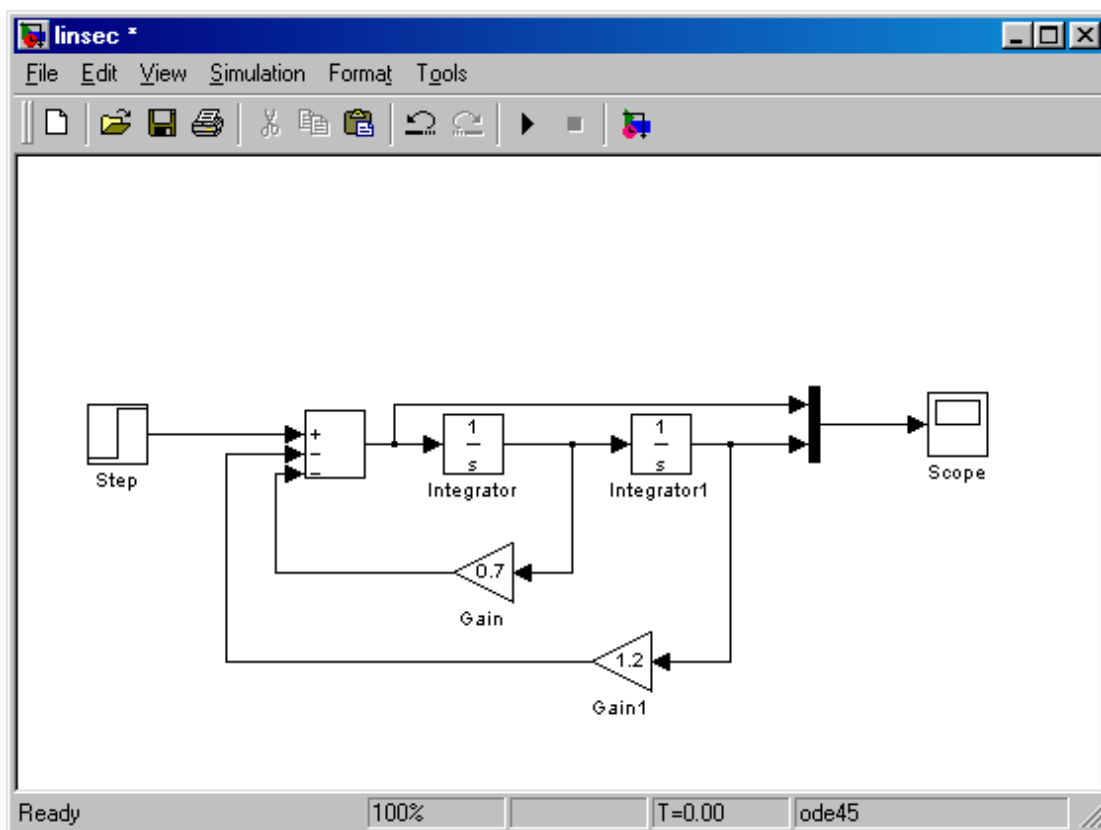 linsec *
File Edit View Simulation Format Tools
+
−
−
1
s
1
s
Step
Integrator
Integrator1
Scope
0.7
Gain
1.2
Gain1
Ready 100% T=0.00 ode45